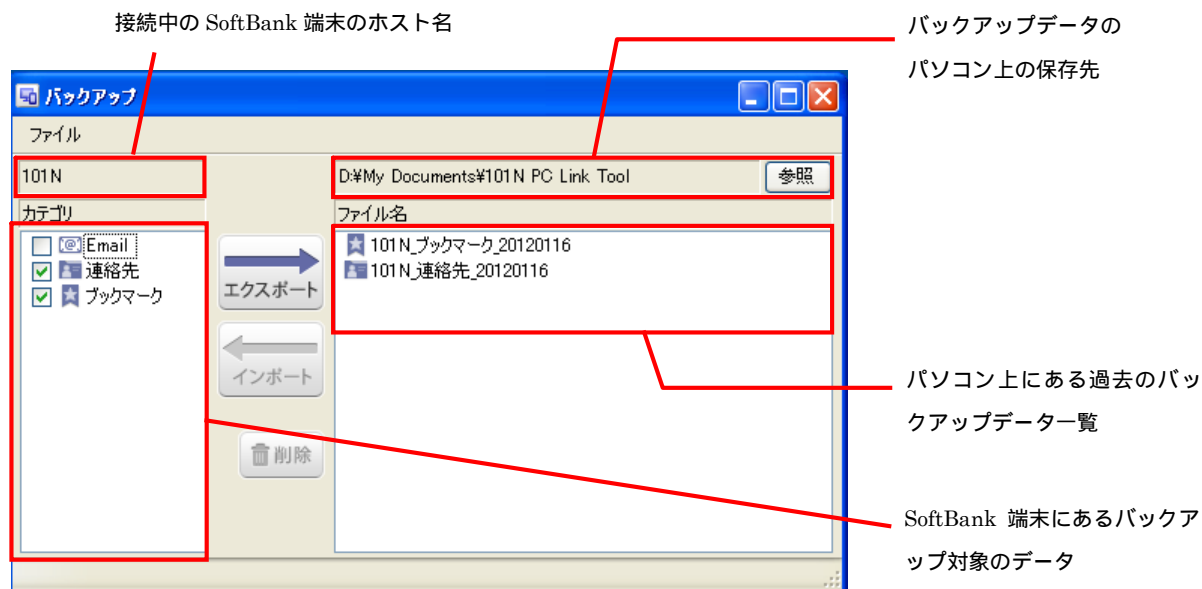 接続中の SoftBank 端末のホスト名
バックアップデータの
パソコン上の保存先
バックアップ
ファイル
101N
D:¥My Documents¥101N PC Link Tool
参照
カテゴリ
ファイル名
Email
連絡先
ブックマーク
エクスポート
インポート
削除
101N_ブックマーク_20120116
101N_連絡先_20120116
パソコン上にある過去のバッ
クアップデータ一覧
SoftBank 端末にあるバックア
ップ対象のデータ